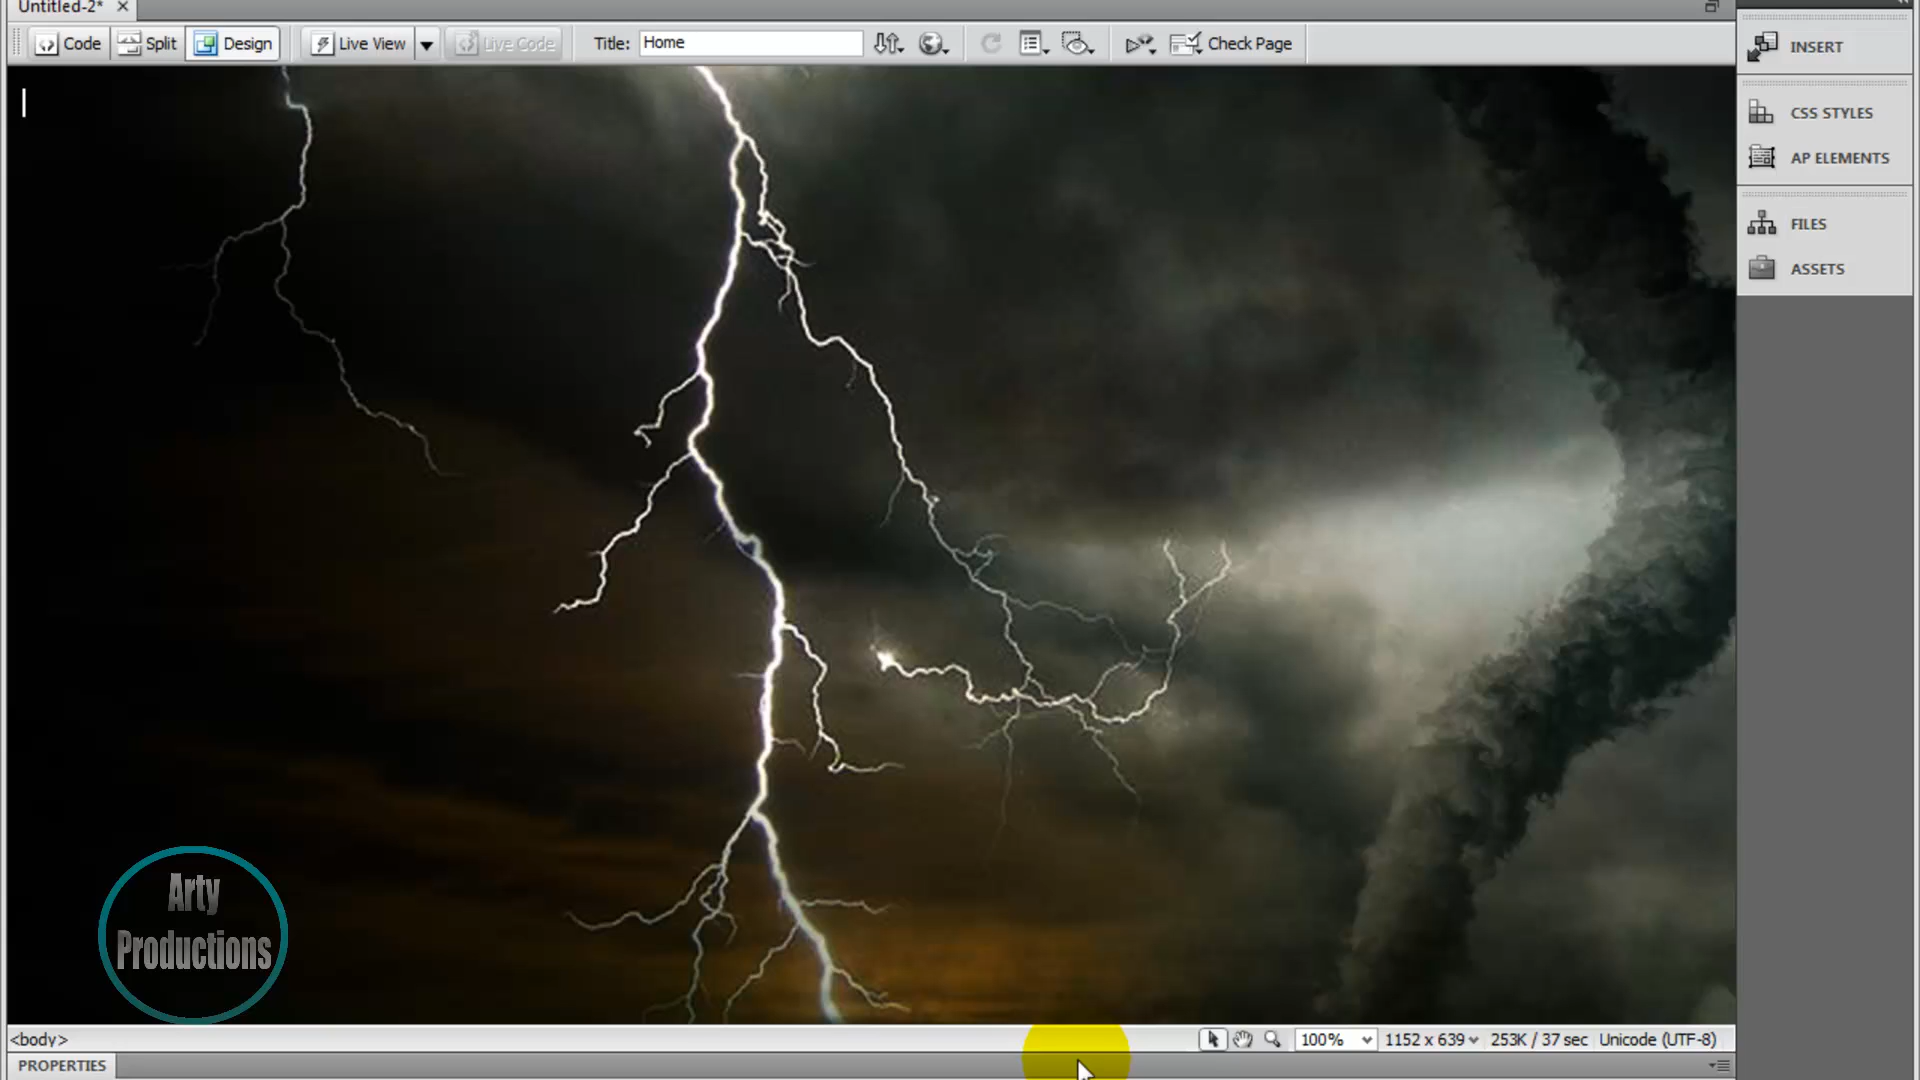 Untitled-2*
Code Split Design Live View Live Code Title: Home Check Page
INSERT
CSS STYLES
AP ELEMENTS
FILES
ASSETS
Arty
Productions
<body> 100% 1152 x 639 253K / 37 sec Unicode (UTF-8)
PROPERTIES